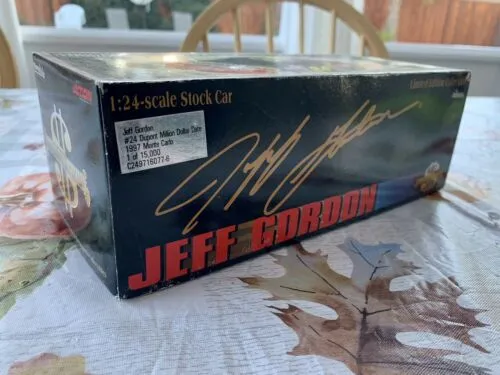 1:24-scale Stock Car
Limited Edition
Jeff Gordon
#24 Dupont Million Dollar Date
1997 Monte Carlo
1 of 15,000
C249716077-6
Jeff Gordon
JEFF GORDON